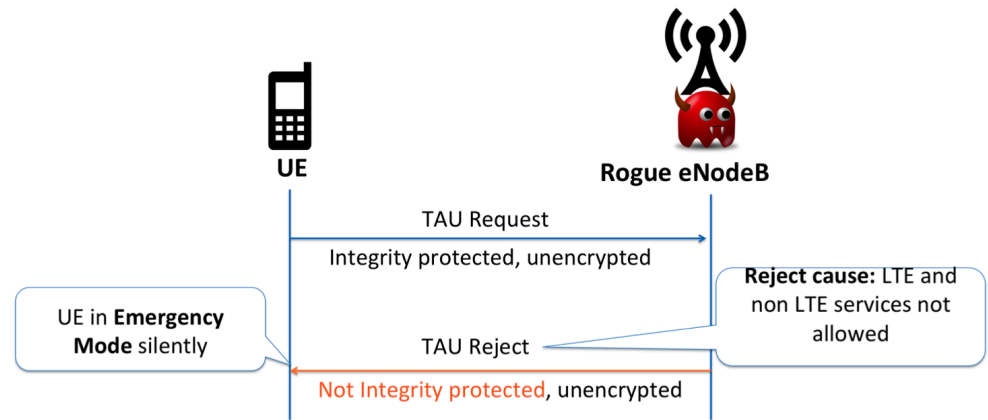 UE
Rogue eNodeB
TAU Request
Integrity protected, unencrypted
Reject cause: LTE and
non LTE services not
allowed
UE in Emergency
Mode silently
TAU Reject
Not Integrity protected, unencrypted